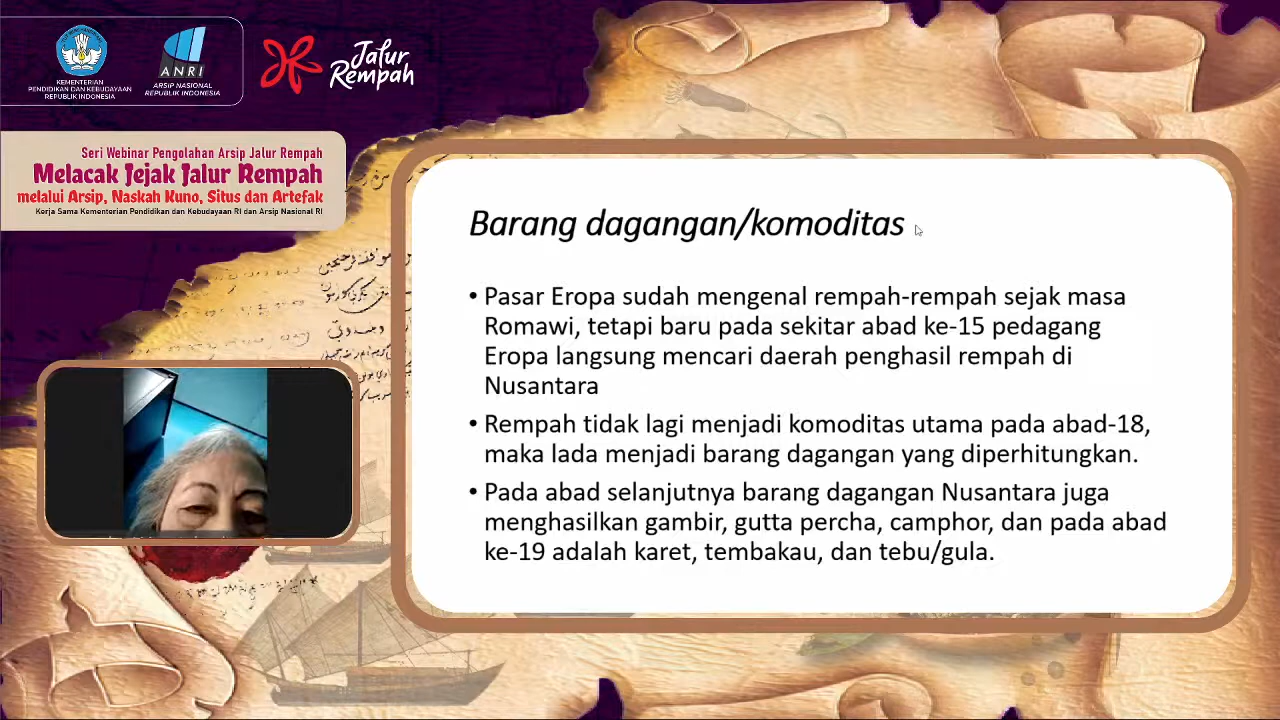 KEMENTERIAN
PENDIDIKAN DAN KEBUDAYAAN
REPUBLIK INDONESIA
ANRI
ARSIP NASIONAL
REPUBLIK INDONESIA
Jalur
Rempah
Seri Webinar Pengolahan Arsip Jalur Rempah
Melacak Jejak Jalur Rempah
melalui Arsip, Naskah Kuno, Situs dan Artefak
Kerja Sama Kementerian Pendidikan dan Kebudayaan RI dan Arsip Nasional RI
Barang dagangan/komoditas
• Pasar Eropa sudah mengenal rempah-rempah sejak masa
Romawi, tetapi baru pada sekitar abad ke-15 pedagang
Eropa langsung mencari daerah penghasil rempah di
Nusantara
• Rempah tidak lagi menjadi komoditas utama pada abad-18,
maka lada menjadi barang dagangan yang diperhitungkan.
• Pada abad selanjutnya barang dagangan Nusantara juga
menghasilkan gambir, gutta percha, camphor, dan pada abad
ke-19 adalah karet, tembakau, dan tebu/gula.